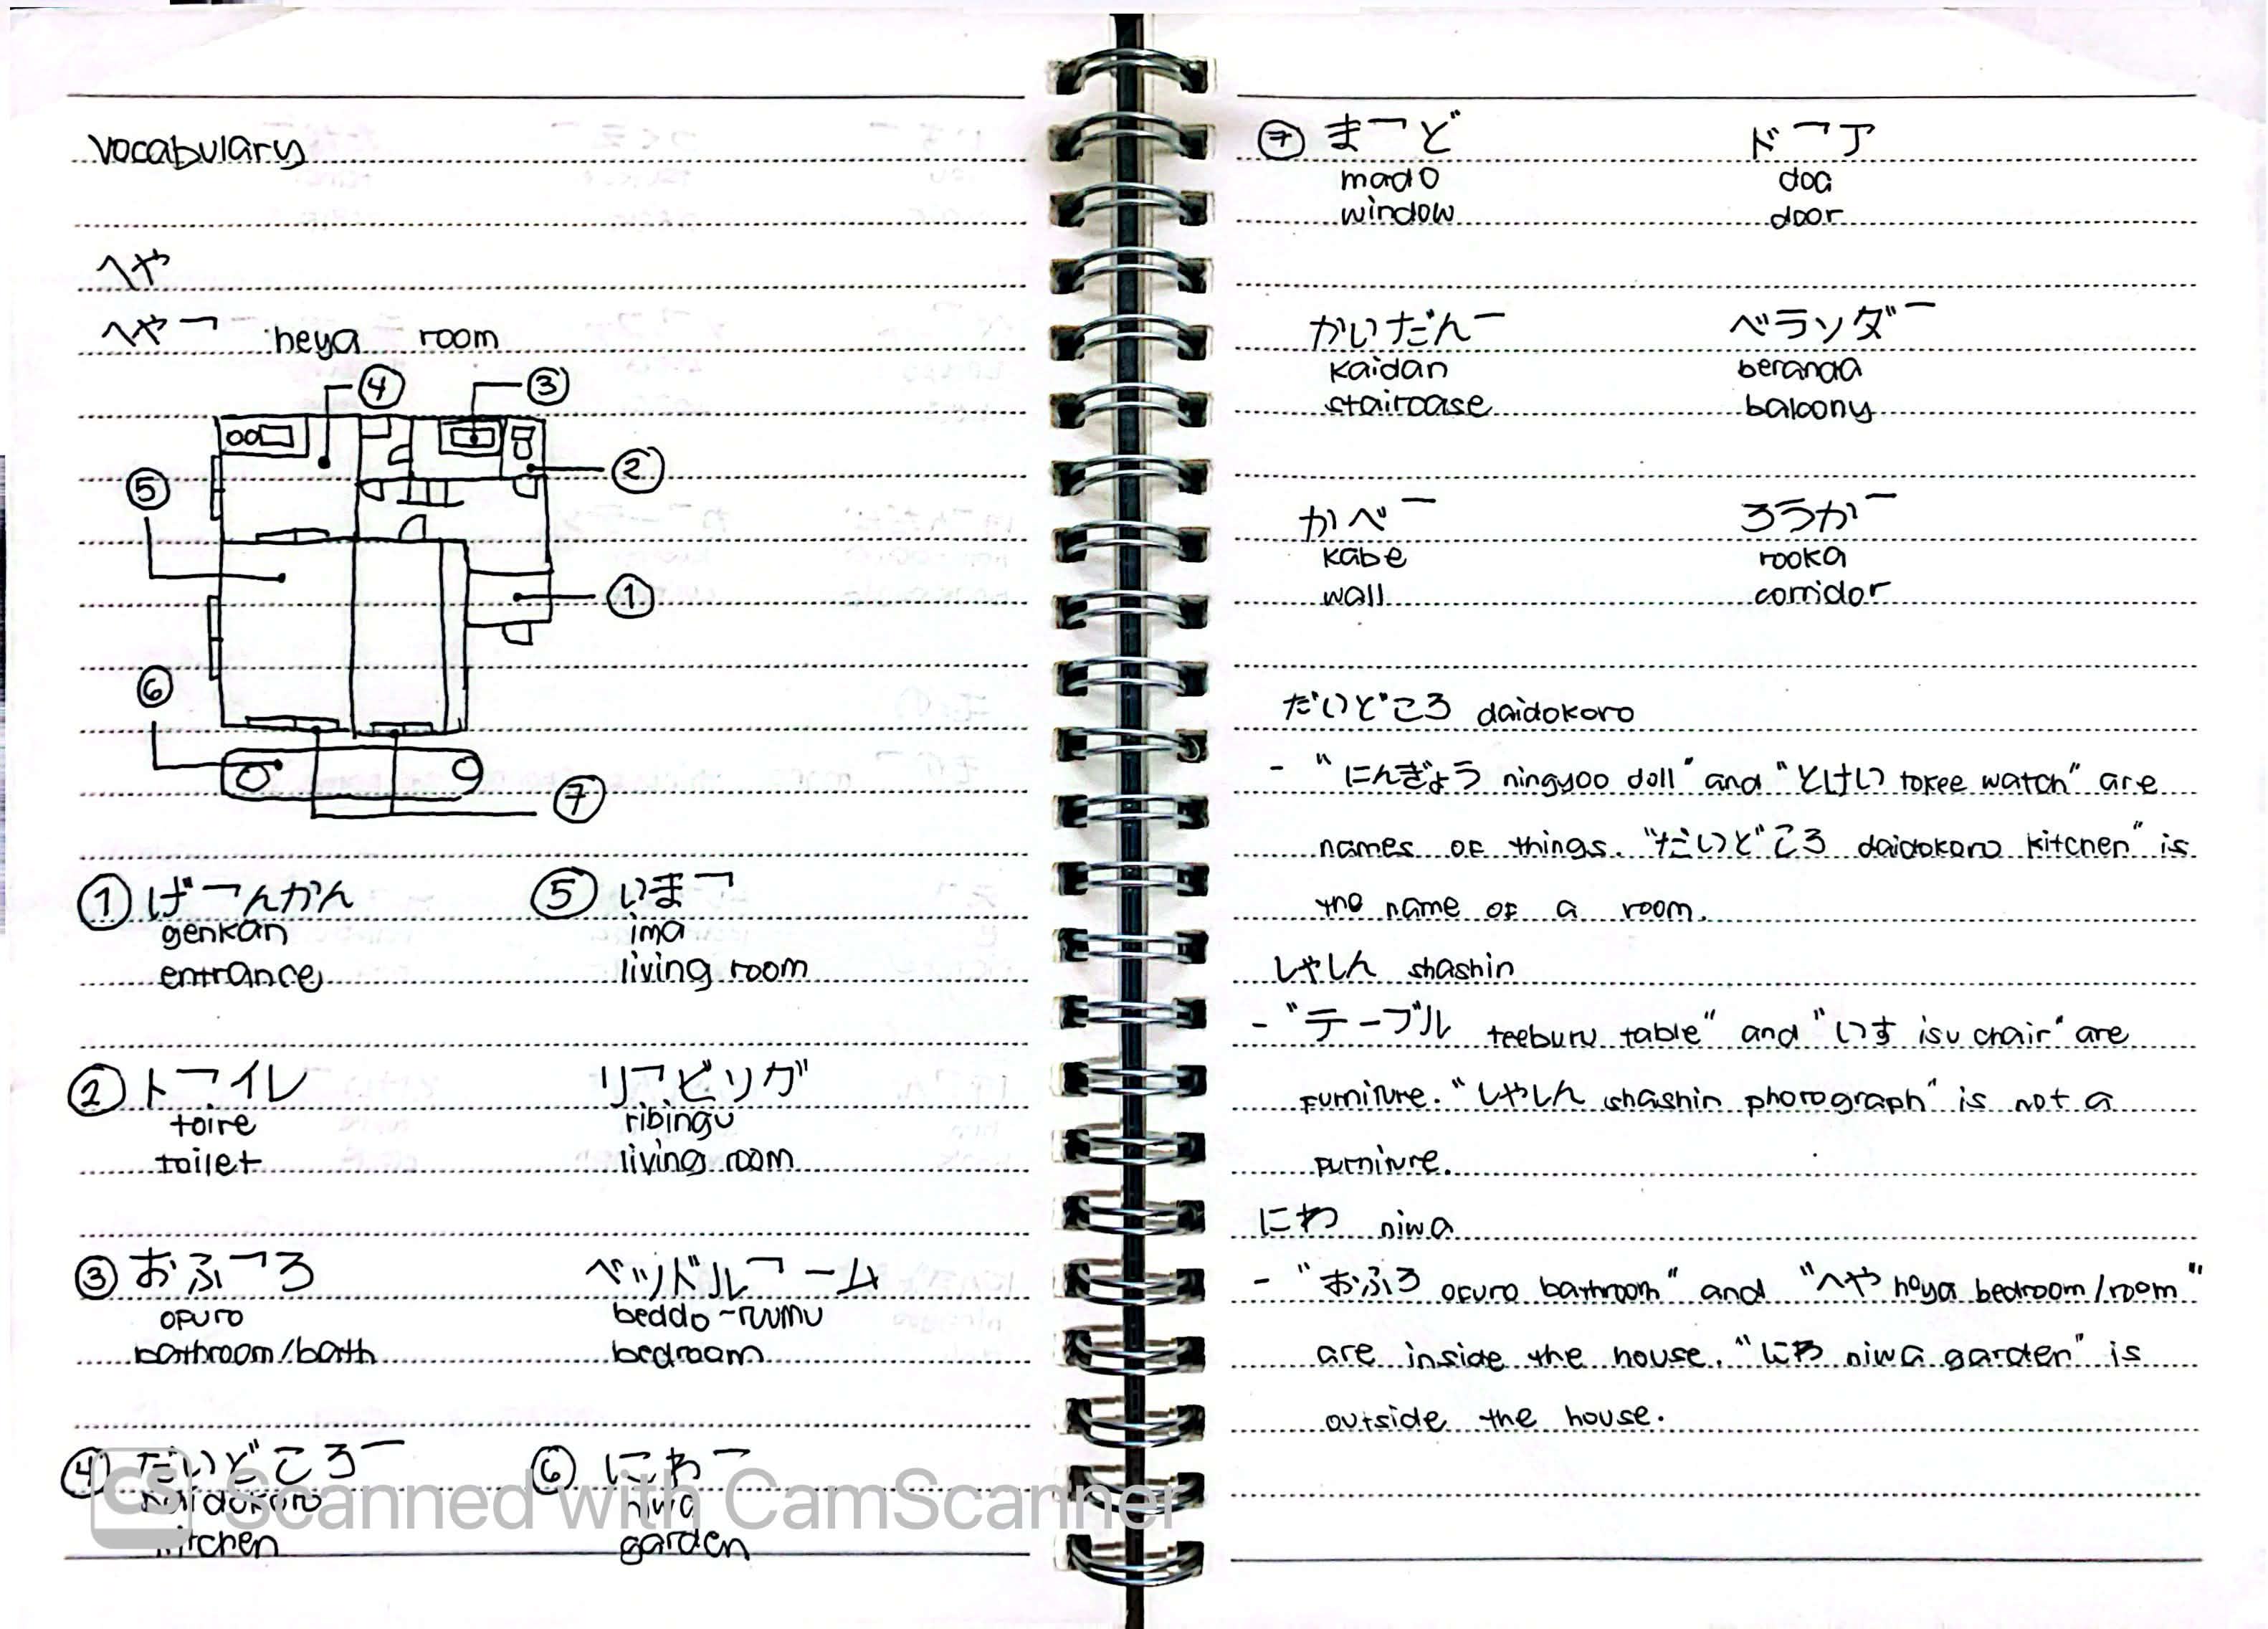 vocabulary
へや
へや￢ heya room
④ ③
⑤ ②
①
⑥
⑦
① げ￢んかん ⑤ いま￢
genkan ima
entrance living room
② ト￢イレ リ￢ビング
toire ribingu
toilet living room
③ おふ￢ろ ベッドル￢ーム
ofuro beddo-ruumu
bathroom/bath bedroom
④ だいどころ￢ ⑥ にわ￢
daidokoro niwa
kitchen garden
Scanned with CamScanner
CS
⑦ ま￢ど ド￢ア
mado doa
window door
かいだん￣ ベランダ￣
kaidan beranda
staircase balcony
かべ￣ ろうか￣
kabe rooka
wall corridor
だいどころ daidokoro
- "にんぎょう ningyoo doll" and "とけい tokee watch" are
names of things. "だいどころ daidokoro kitchen" is
the name of a room.
しゃしん shashin
- "テーブル teeburu table" and "いす isu chair" are
furniture. "しゃしん shashin photograph" is not a
furniture.
にわ niwa
- "おふろ ofuro bathroom" and "へや heya bedroom/room"
are inside the house. "にわ niwa garden" is
outside the house.